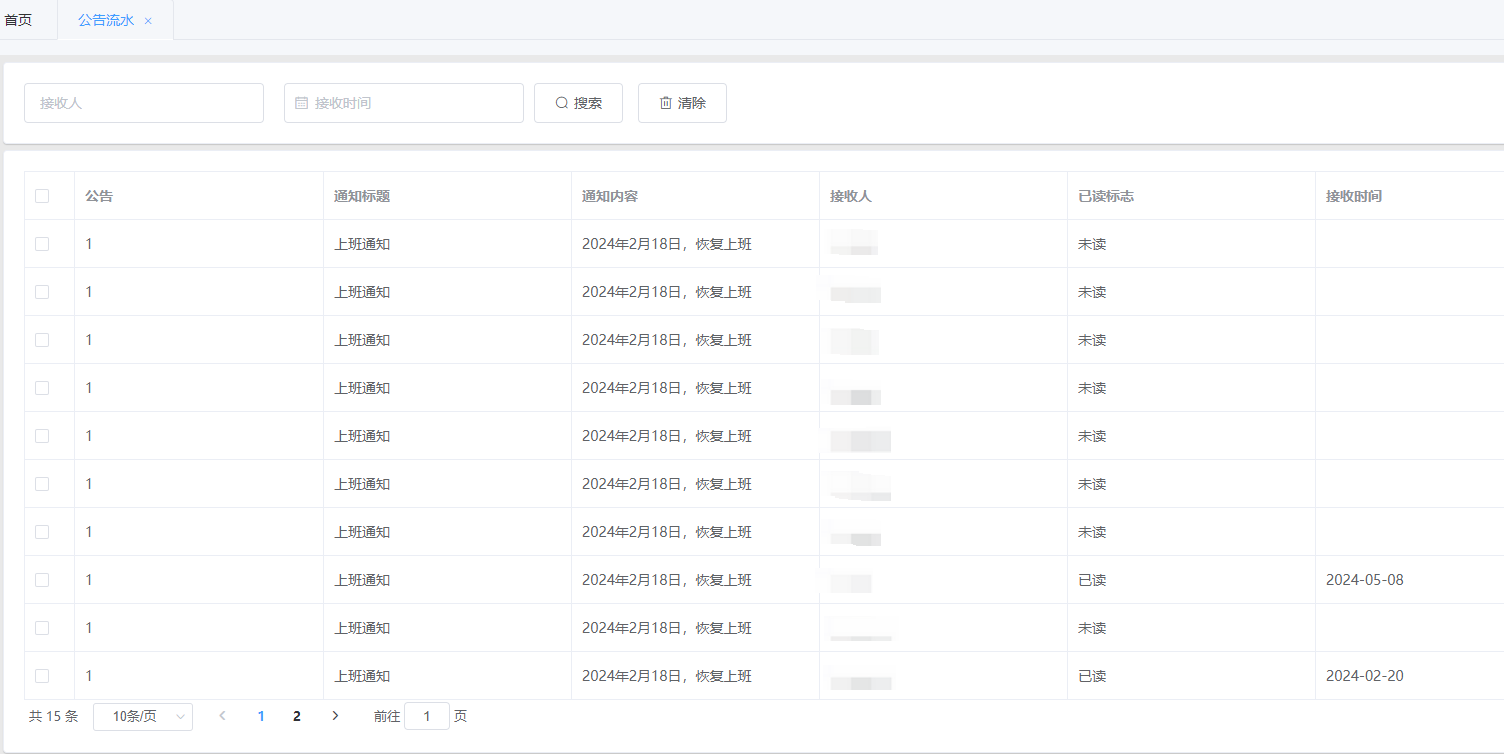 首页 公告流水 ×
接收人 接收时间 搜索 清除
公告 通知标题 通知内容 接收人 已读标志 接收时间
1 上班通知 2024年2月18日，恢复上班 未读
1 上班通知 2024年2月18日，恢复上班 未读
1 上班通知 2024年2月18日，恢复上班 未读
1 上班通知 2024年2月18日，恢复上班 未读
1 上班通知 2024年2月18日，恢复上班 未读
1 上班通知 2024年2月18日，恢复上班 未读
1 上班通知 2024年2月18日，恢复上班 未读
1 上班通知 2024年2月18日，恢复上班 已读 2024-05-08
1 上班通知 2024年2月18日，恢复上班 未读
1 上班通知 2024年2月18日，恢复上班 已读 2024-02-20
共 15 条 10条/页 1 2 前往 1 页